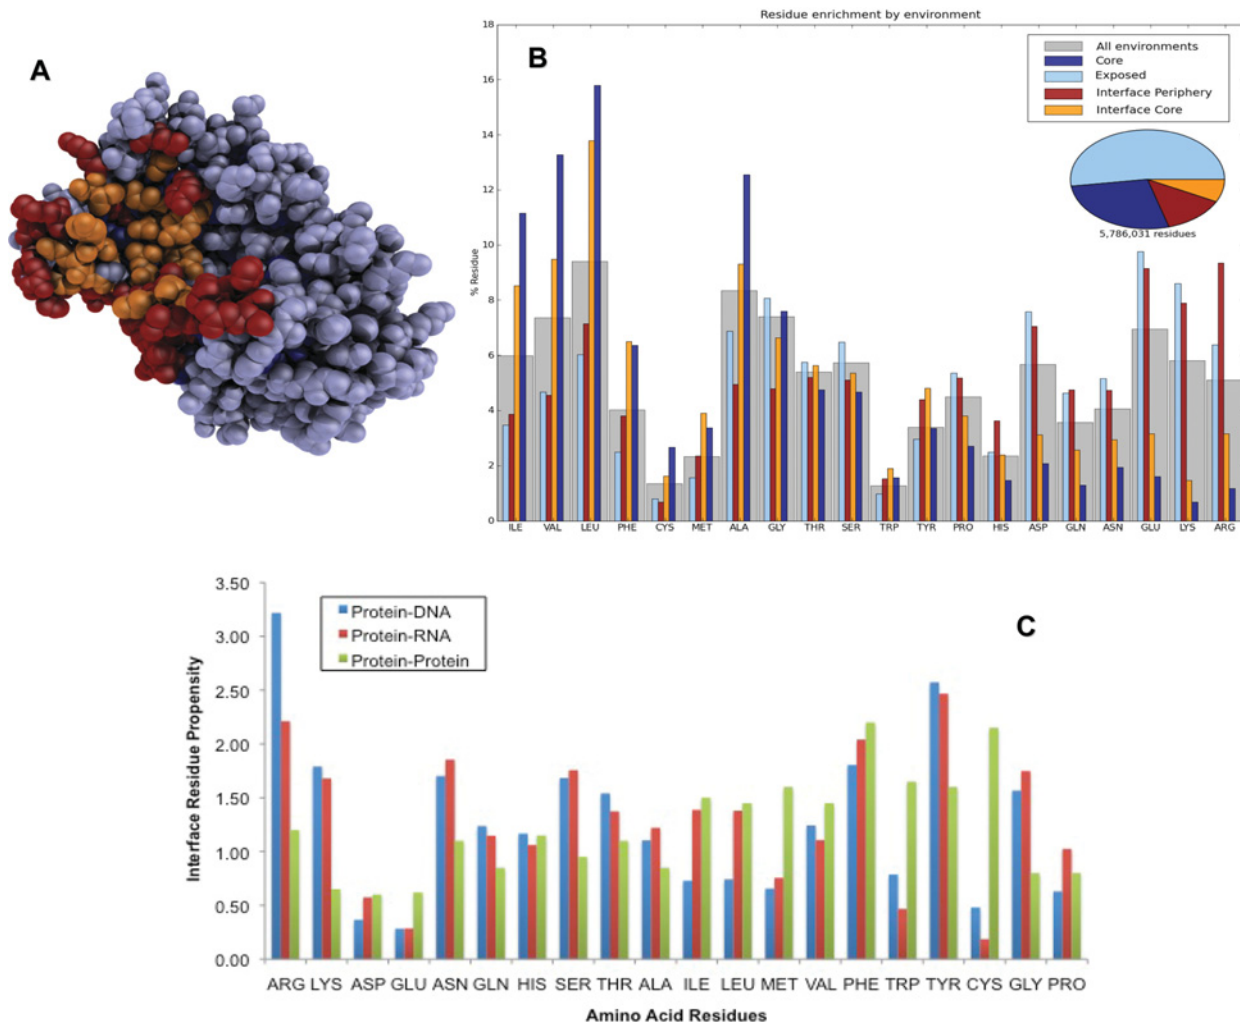 A
B
Residue enrichment by environment
18
16
14
12
10
8
6
4
2
0
% Residue
All environments
Core
Exposed
Interface Periphery
Interface Core
5,786,031 residues
ILE VAL LEU PHE CYS MET ALA GLY THR SER TRP TYR PRO HIS ASP GLN ASN GLU LYS ARG
C
3.50
3.00
2.50
2.00
1.50
1.00
0.50
0.00
Interface Residue Propensity
Protein-DNA
Protein-RNA
Protein-Protein
ARG LYS ASP GLU ASN GLN HIS SER THR ALA ILE LEU MET VAL PHE TRP TYR CYS GLY PRO
Amino Acid Residues